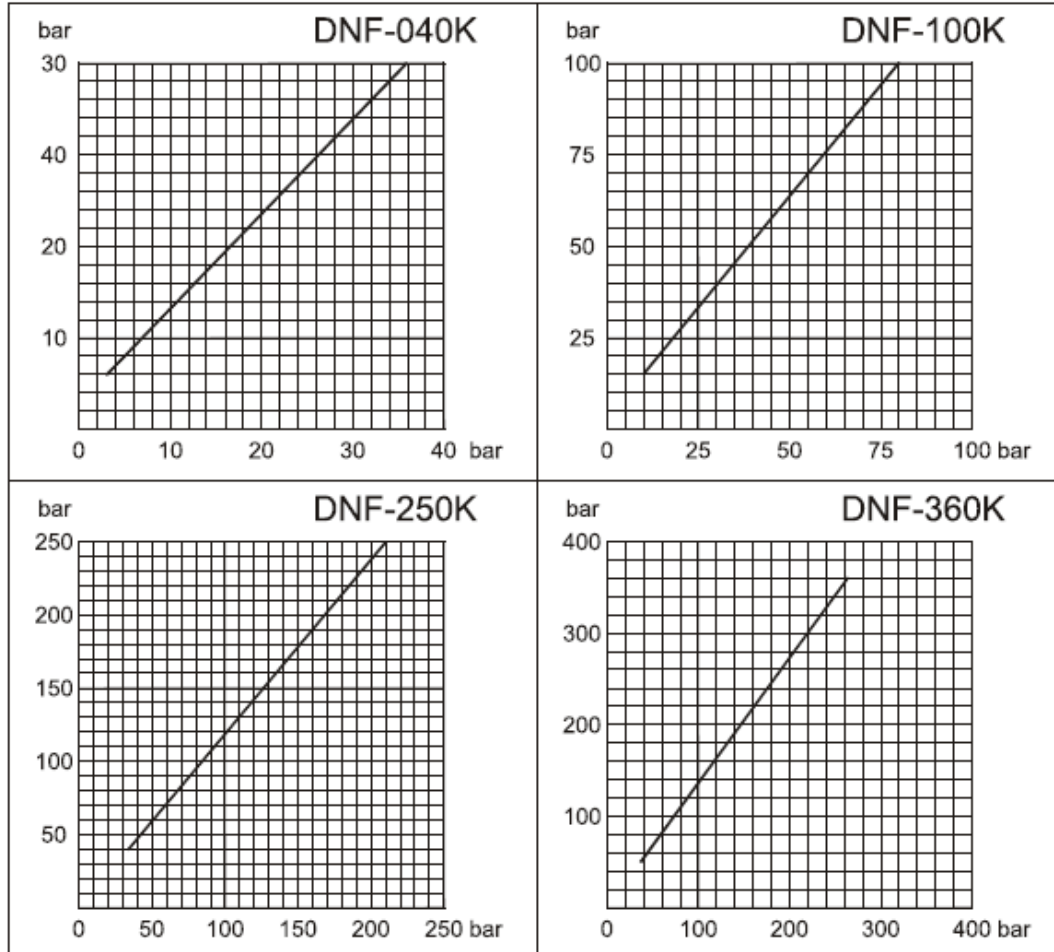 bar DNF-040K
30
40
20
10
0 10 20 30 40 bar
bar DNF-100K
100
75
50
25
0 25 50 75 100 bar
bar DNF-250K
250
200
150
100
50
0 50 100 150 200 250 bar
bar DNF-360K
400
300
200
100
0 100 200 300 400 bar